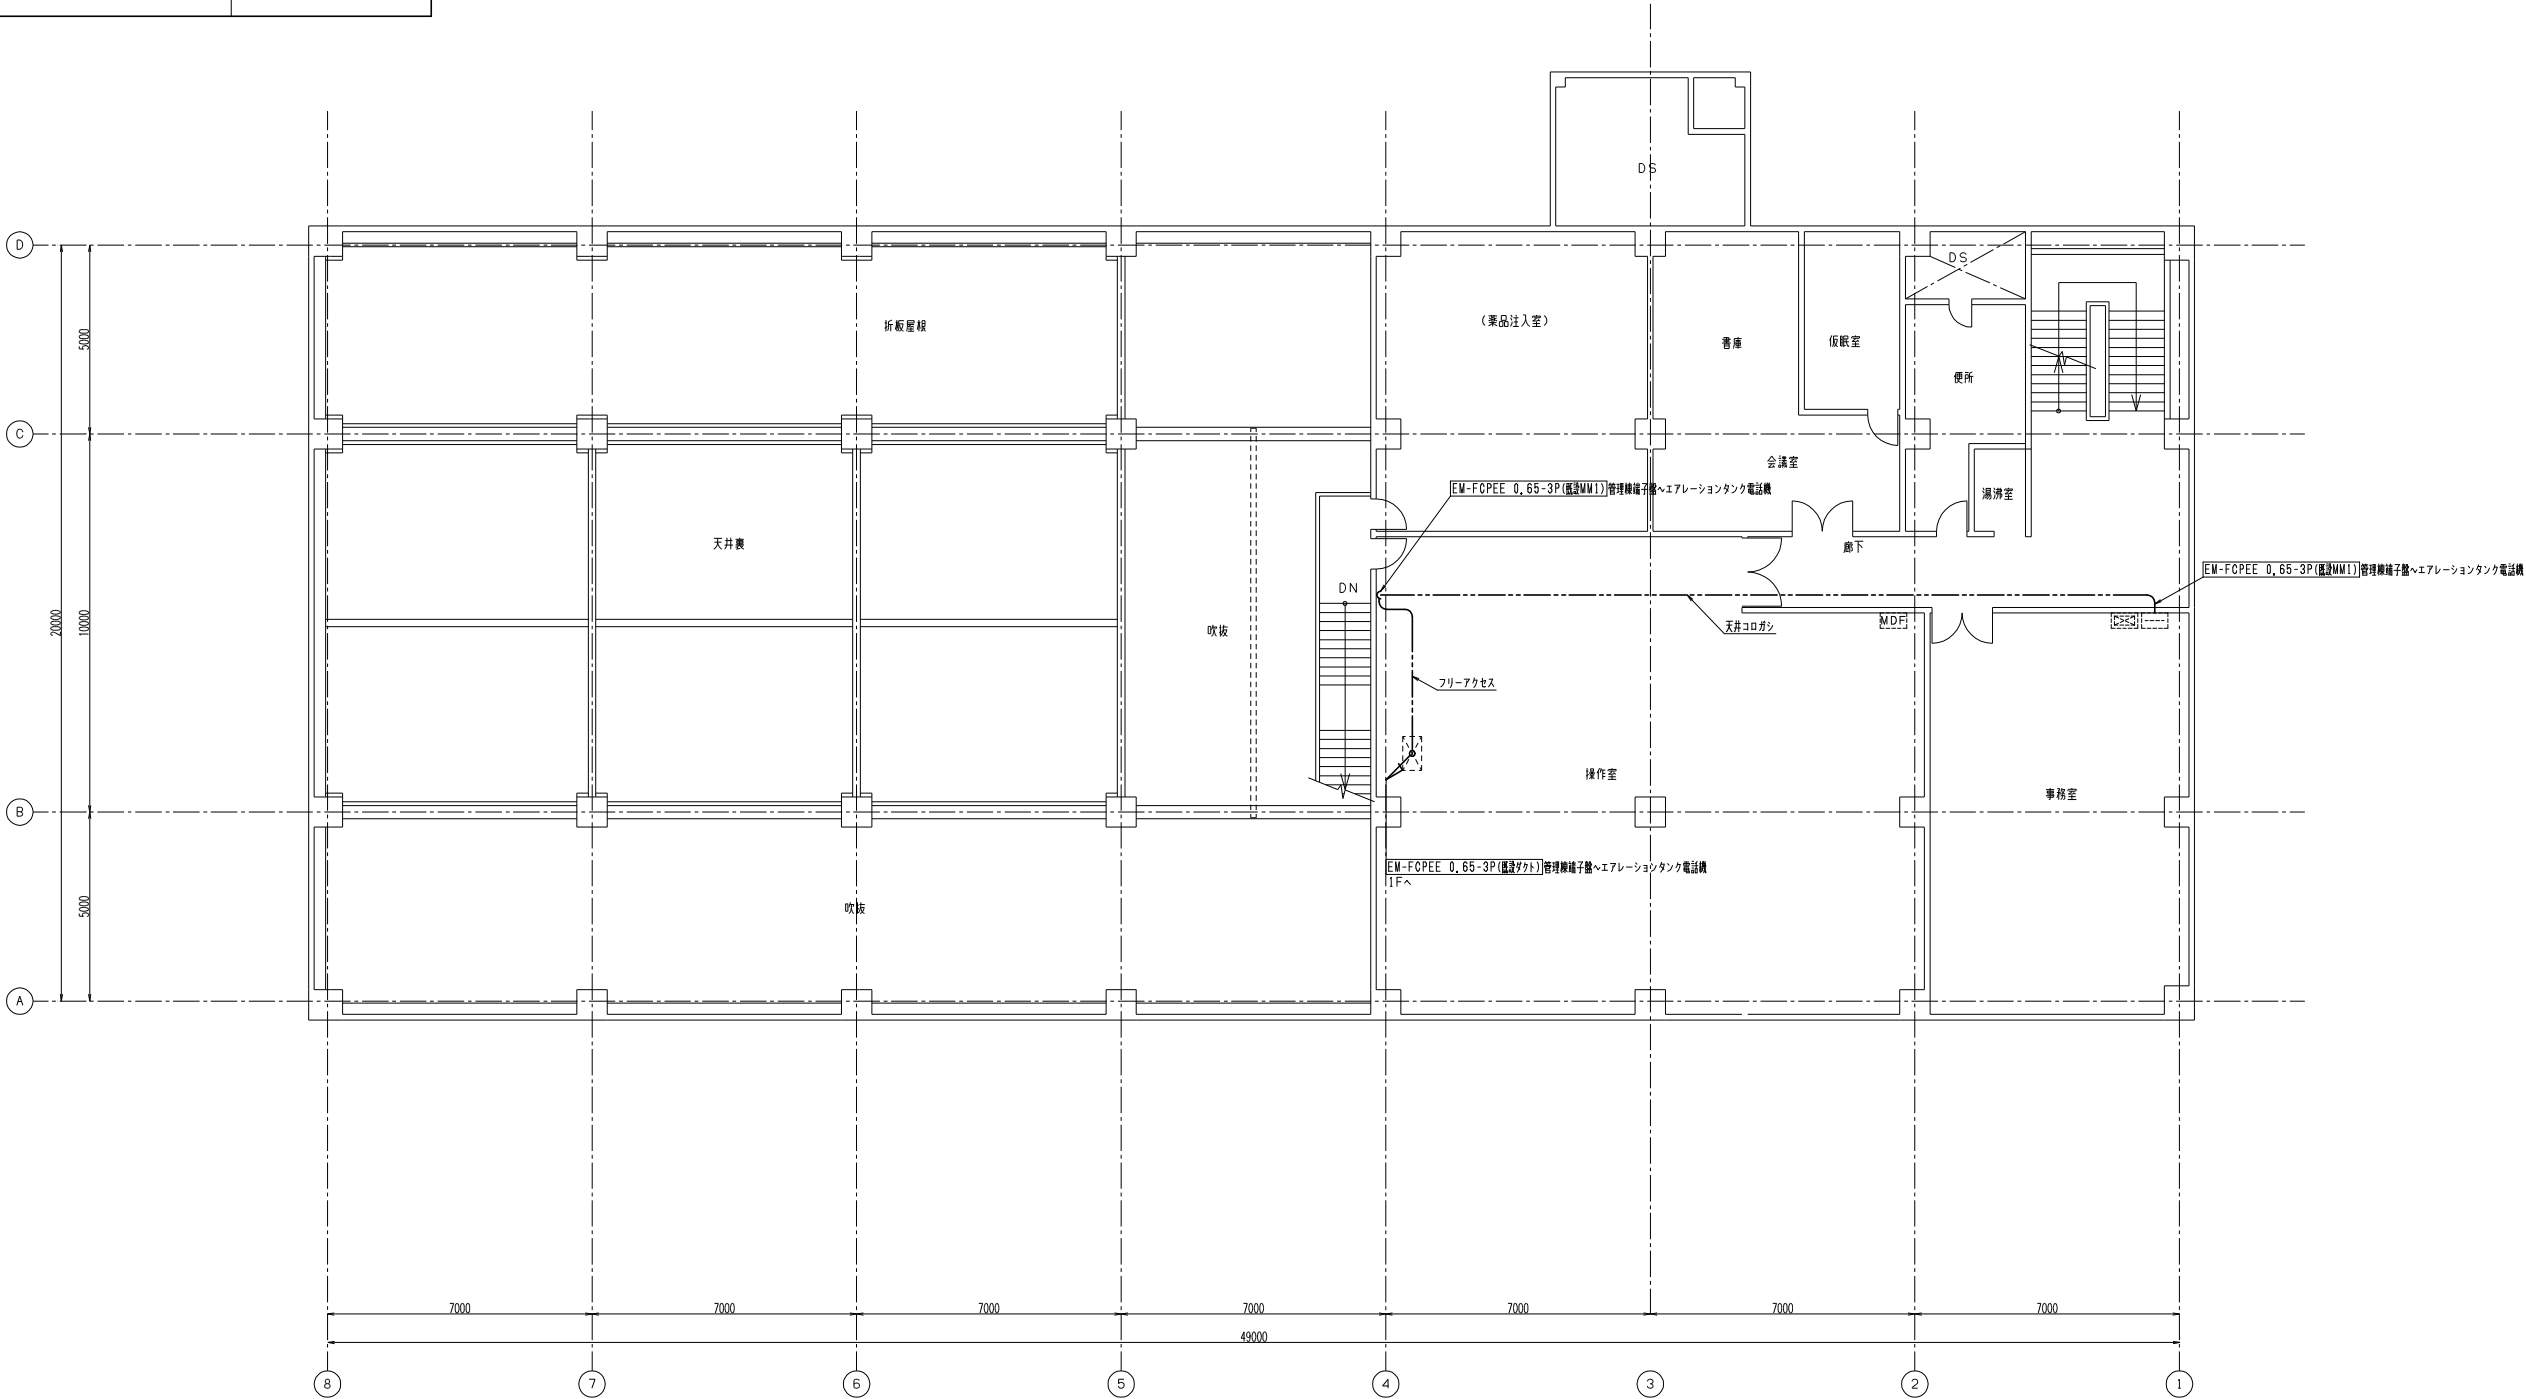 DS
D
DS
5000
折板屋根
(薬品注入室)
書庫
仮眠室
便所
C
会議室
EM-FCPEE 0.65-3P(既設MM1)管理棟端子盤へエアレーションタンク電話機
湯沸室
天井裏
廊下
EM-FCPEE 0.65-3P(既設MM1)管理棟端子盤へエアレーションタンク電話機
DN
20000
10000
吹抜
天井コロガシ
MDF
フリーアクセス
操作室
事務室
B
EM-FCPEE 0.65-3P(既設ダクト)管理棟端子盤へエアレーションタンク電話機
1Fへ
5000
吹抜
A
7000
7000
7000
7000
7000
7000
7000
49000
8
7
6
5
4
3
2
1